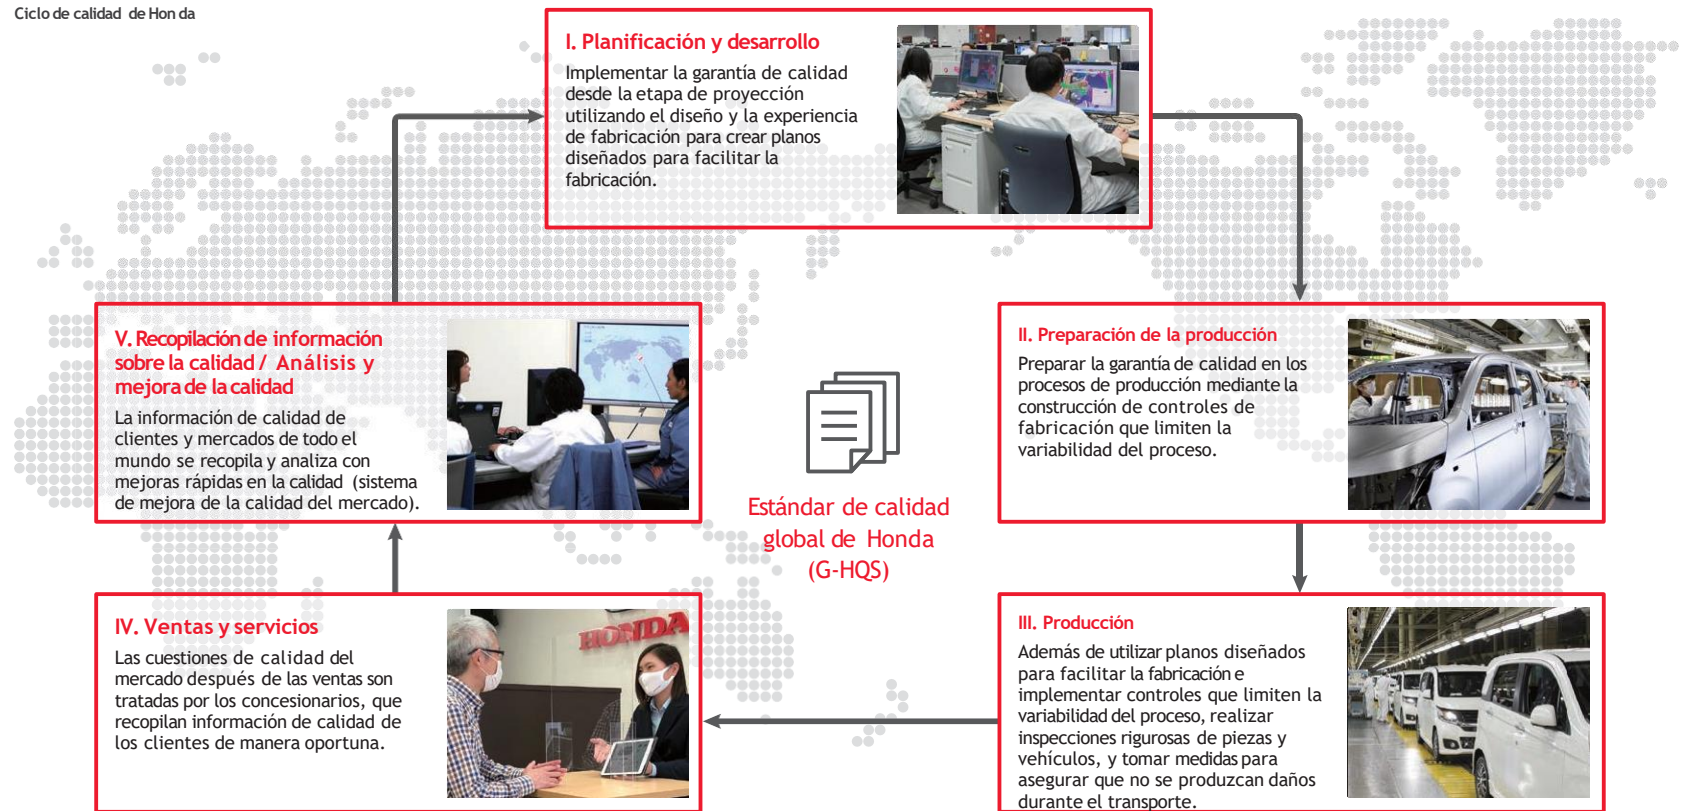 Ciclo de calidad de Honda
I. Planificación y desarrollo
Implementar la garantía de calidad
desde la etapa de proyección
utilizando el diseño y la experiencia
de fabricación para crear planos
diseñados para facilitar la
fabricación.
II. Preparación de la producción
Preparar la garantía de calidad en los
procesos de producción mediante la
construcción de controles de
fabricación que limiten la
variabilidad del proceso.
III. Producción
Además de utilizar planos diseñados
para facilitar la fabricación e
implementar controles que limiten la
variabilidad del proceso, realizar
inspecciones rigurosas de piezas y
vehículos, y tomar medidas para
asegurar que no se produzcan daños
durante el transporte.
IV. Ventas y servicios
Las cuestiones de calidad del
mercado después de las ventas son
tratadas por los concesionarios, que
recopilan información de calidad de
los clientes de manera oportuna.
HONDA
V. Recopilación de información
sobre la calidad / Análisis y
mejora de la calidad
La información de calidad de
clientes y mercados de todo el
mundo se recopila y analiza con
mejoras rápidas en la calidad (sistema
de mejora de la calidad del mercado).
Estándar de calidad
global de Honda
(G-HQS)